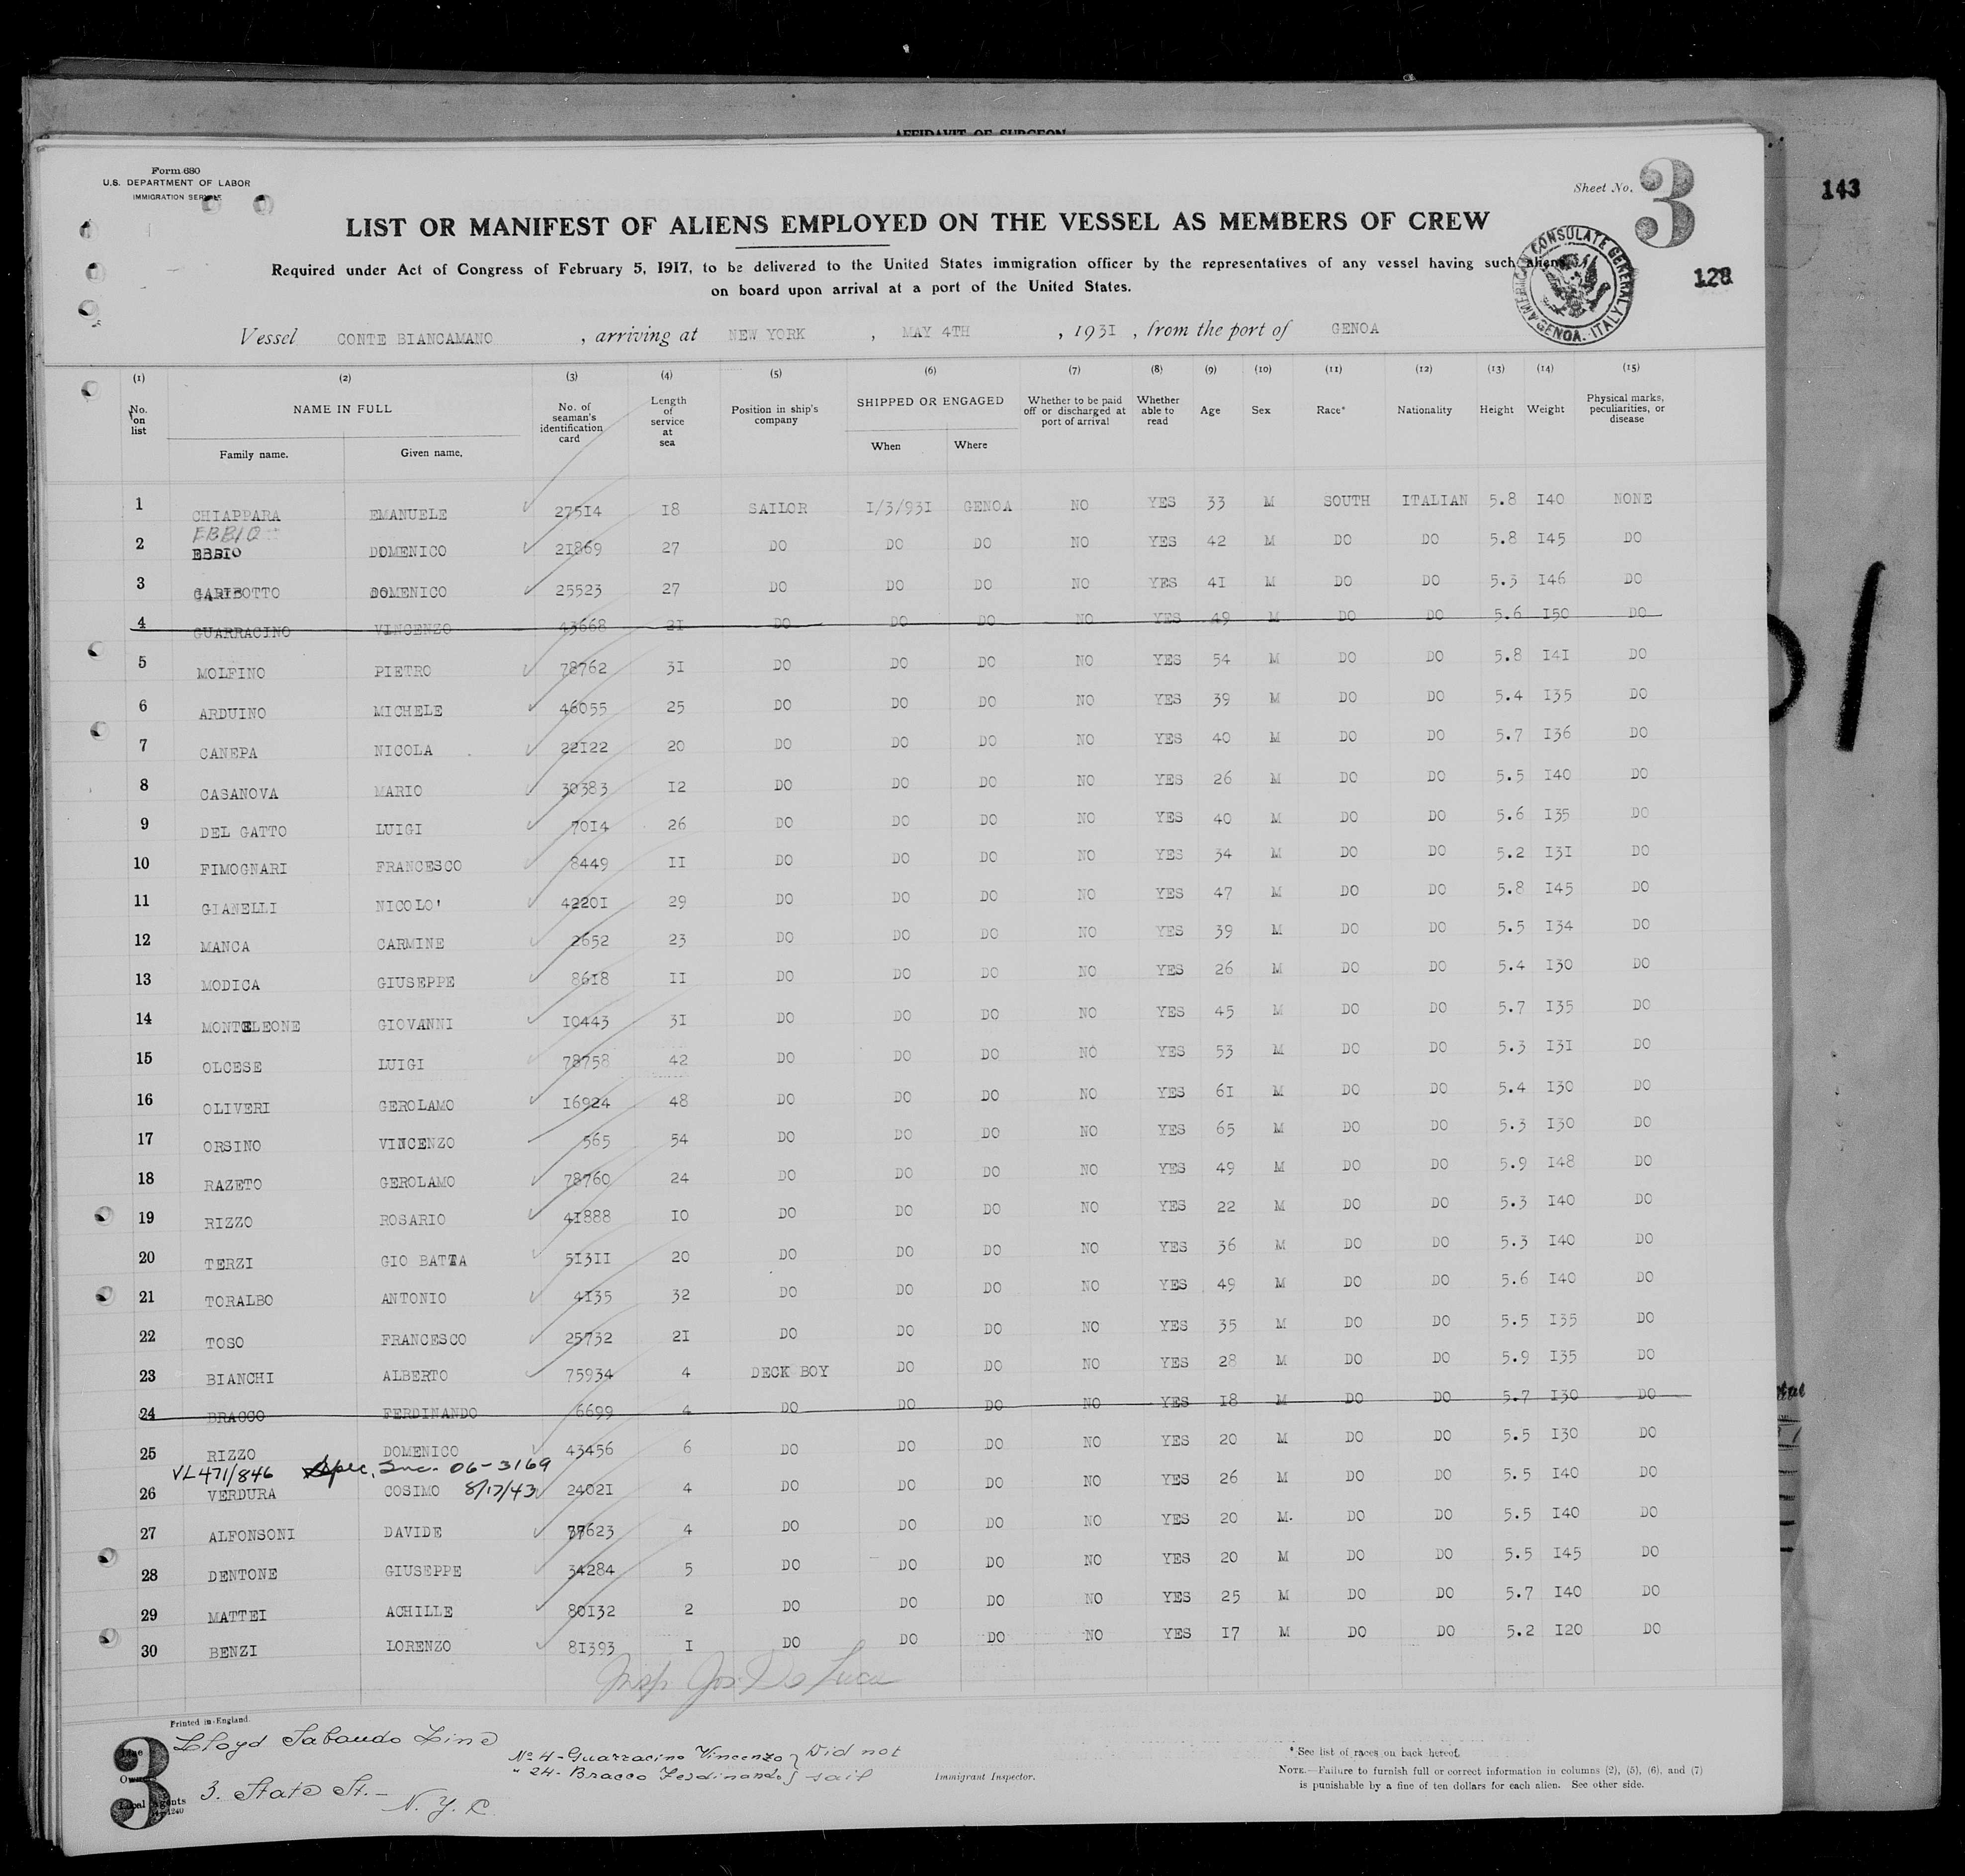 AFFIDAVIT OF SURGEON
143
Form 680
U.S. DEPARTMENT OF LABOR
IMMIGRATION SERVICE
Sheet No. 3
LIST OR MANIFEST OF ALIENS EMPLOYED ON THE VESSEL AS MEMBERS OF CREW
AMERICAN CONSULATE GENERAL, GENOA. ITALY
128
Required under Act of Congress of February 5, 1917, to be delivered to the United States immigration officer by the representatives of any vessel having such aliens
on board upon arrival at a port of the United States.
Vessel CONTE BIANCAMANO , arriving at NEW YORK , MAY 4TH , 1931 , from the port of GENOA
(1) (2) (3) (4) (5) (6) (7) (8) (9) (10) (11) (12) (13) (14) (15)
No. on list NAME IN FULL Family name. Given name. No. of seaman's identification card Length of service at sea Position in ship's company SHIPPED OR ENGAGED When Where Whether to be paid off or discharged at port of arrival Whether able to read Age Sex Race* Nationality Height Weight Physical marks, peculiarities, or disease
1 CHIAPPARA EMANUELE 27514 18 SAILOR 1/3/931 GENOA NO YES 33 M SOUTH ITALIAN 5.8 140 NONE
EBBIO
2 EBBIO DOMENICO 21869 27 DO DO DO NO YES 42 M DO DO 5.8 145 DO
3 GARIBOTTO DOMENICO 25523 27 DO DO DO NO YES 41 M DO DO 5.3 146 DO
4 GUARRACINO VINCENZO 43668 21 DO DO DO NO YES 49 M DO DO 5.6 150 DO
5 MOLFINO PIETRO 78762 31 DO DO DO NO YES 54 M DO DO 5.8 141 DO
6 ARDUINO MICHELE 46055 25 DO DO DO NO YES 39 M DO DO 5.4 135 DO
7 CANEPA NICOLA 22122 20 DO DO DO NO YES 40 M DO DO 5.7 136 DO
8 CASANOVA MARIO 30383 12 DO DO DO NO YES 26 M DO DO 5.5 140 DO
9 DEL GATTO LUIGI 7014 26 DO DO DO NO YES 40 M DO DO 5.6 135 DO
10 FIMOGNARI FRANCESCO 8449 11 DO DO DO NO YES 34 M DO DO 5.2 131 DO
11 GIANELLI NICOLO' 42201 29 DO DO DO NO YES 47 M DO DO 5.8 145 DO
12 MANCA CARMINE 2652 23 DO DO DO NO YES 39 M DO DO 5.5 134 DO
13 MODICA GIUSEPPE 8618 11 DO DO DO NO YES 26 M DO DO 5.4 130 DO
14 MONTELEONE GIOVANNI 10443 31 DO DO DO NO YES 45 M DO DO 5.7 135 DO
15 OLCESE LUIGI 78758 42 DO DO DO NO YES 53 M DO DO 5.3 131 DO
16 OLIVERI GEROLAMO 16924 48 DO DO DO NO YES 61 M DO DO 5.4 130 DO
17 ORSINO VINCENZO 565 54 DO DO DO NO YES 65 M DO DO 5.3 130 DO
18 RAZETO GEROLAMO 78760 24 DO DO DO NO YES 49 M DO DO 5.9 148 DO
19 RIZZO ROSARIO 41888 10 DO DO DO NO YES 22 M DO DO 5.3 140 DO
20 TERZI GIO BATTA 51311 20 DO DO DO NO YES 36 M DO DO 5.3 140 DO
21 TORALBO ANTONIO 4135 32 DO DO DO NO YES 49 M DO DO 5.6 140 DO
22 TOSO FRANCESCO 25732 21 DO DO DO NO YES 35 M DO DO 5.5 135 DO
23 BIANCHI ALBERTO 75934 4 DECK BOY DO DO NO YES 28 M DO DO 5.9 135 DO
24 BRACCO FERDINANDO 6699 4 DO DO DO NO YES 18 M DO DO 5.7 130 DO
25 RIZZO DOMENICO 43456 6 DO DO DO NO YES 20 M DO DO 5.5 130 DO
VL 471/846 Spec. Inc. 06-3169
26 VERDURA COSIMO 8/17/43 24021 4 DO DO DO NO YES 26 M DO DO 5.5 140 DO
27 ALFONSONI DAVIDE 77623 4 DO DO DO NO YES 20 M. DO DO 5.5 140 DO
28 DENTONE GIUSEPPE 34284 5 DO DO DO NO YES 20 M DO DO 5.5 145 DO
29 MATTEI ACHILLE 80132 2 DO DO DO NO YES 25 M DO DO 5.7 140 DO
30 BENZI LORENZO 81393 1 DO DO DO NO YES 17 M DO DO 5.2 120 DO
Insp. Jos. De Luca
Printed in England.
3
Lloyd Sabaudo Line
3. State St. -
N. Y. C.
No 4 - Guarracino Vincenzo } Did not
" 24 - Bracco Ferdinando } sail
Immigrant Inspector.
* See list of races on back hereof.
NOTE.—Failure to furnish full or correct information in columns (2), (5), (6), and (7)
is punishable by a fine of ten dollars for each alien. See other side.